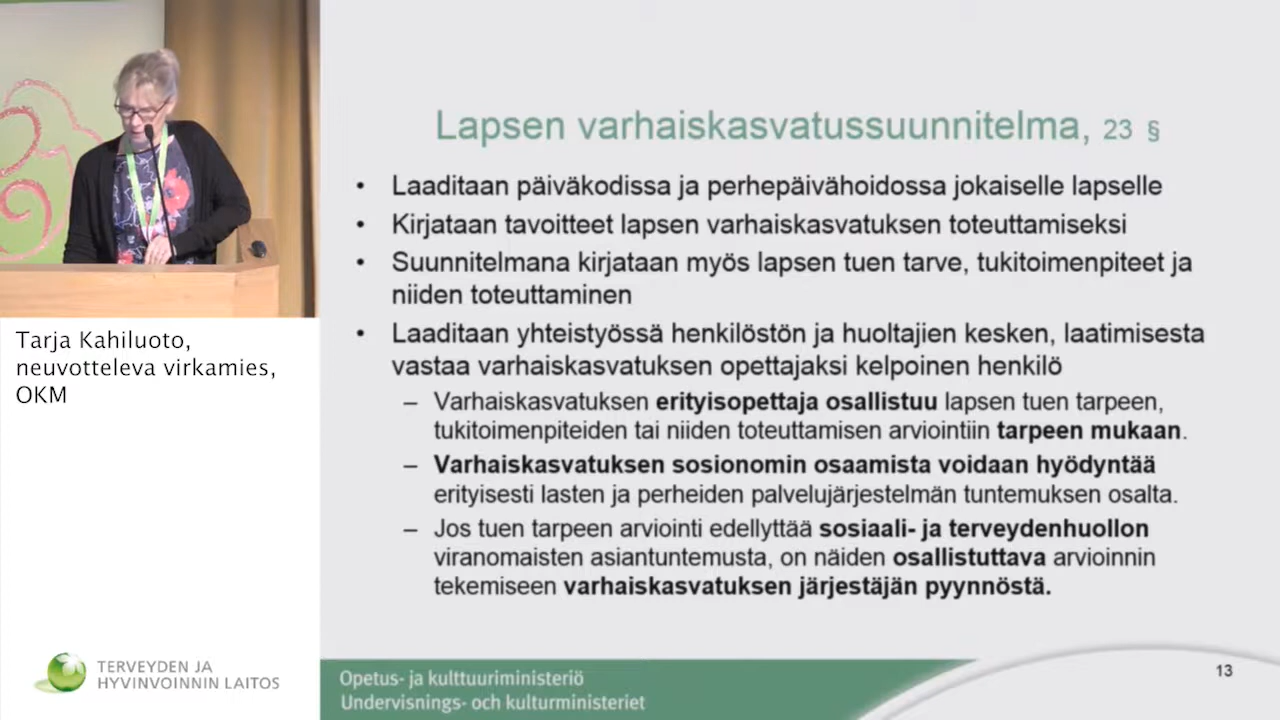 Lapsen varhaiskasvatussuunnitelma, 23 §
• Laaditaan päiväkodissa ja perhepäivähoidossa jokaiselle lapselle
• Kirjataan tavoitteet lapsen varhaiskasvatuksen toteuttamiseksi
• Suunnitelmana kirjataan myös lapsen tuen tarve, tukitoimenpiteet ja
niiden toteuttaminen
• Laaditaan yhteistyössä henkilöstön ja huoltajien kesken, laatimisesta
vastaa varhaiskasvatuksen opettajaksi kelpoinen henkilö
– Varhaiskasvatuksen erityisopettaja osallistuu lapsen tuen tarpeen,
tukitoimenpiteiden tai niiden toteuttamisen arviointiin tarpeen mukaan.
– Varhaiskasvatuksen sosionomin osaamista voidaan hyödyntää
erityisesti lasten ja perheiden palvelujärjestelmän tuntemuksen osalta.
– Jos tuen tarpeen arviointi edellyttää sosiaali- ja terveydenhuollon
viranomaisten asiantuntemusta, on näiden osallistuttava arvioinnin
tekemiseen varhaiskasvatuksen järjestäjän pyynnöstä.
Tarja Kahiluoto,
neuvotteleva virkamies,
OKM
TERVEYDEN JA
HYVINVOINNIN LAITOS
Opetus- ja kulttuuriministeriö
Undervisnings- och kulturministeriet
13